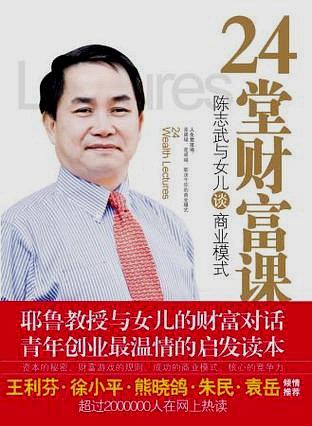 Lectures
24堂财富课
陈志武与女儿谈商业模式
24
Wealth Lectures
耶鲁教授与女儿的财富对话
青年创业最温情的启发读本
资本的秘密、财富游戏的规则、成功的商业模式、核心的竞争力
王利芬·徐小平·熊晓鸽·朱民·袁岳 倾情推荐
超过2000000人在网上热读